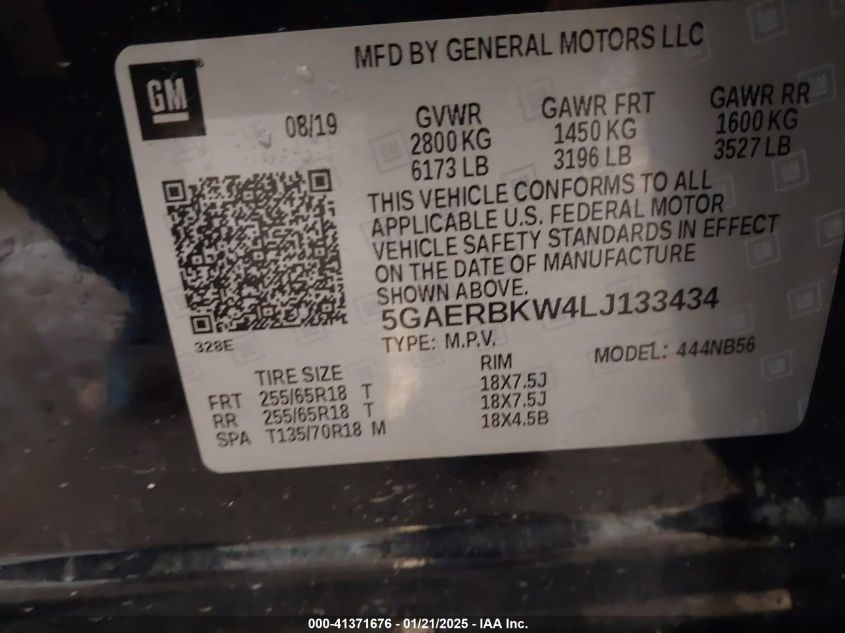 MFD BY GENERAL MOTORS LLC
GM
08/19
GVWR
2800 KG
6173 LB
GAWR FRT
1450 KG
3196 LB
GAWR RR
1600 KG
3527 LB
THIS VEHICLE CONFORMS TO ALL
APPLICABLE U.S. FEDERAL MOTOR
VEHICLE SAFETY STANDARDS IN EFFECT
ON THE DATE OF MANUFACTURE
SHOWN ABOVE.
5GAERBKW4LJ133434
328E
TYPE: M.P.V.
MODEL: 444NB56
TIRE SIZE RIM
FRT 255/65R18 T 18X7.5J
RR 255/65R18 T 18X7.5J
SPA T135/70R18 M 18X4.5B
000-41371676 - 01/21/2025 - IAA Inc.